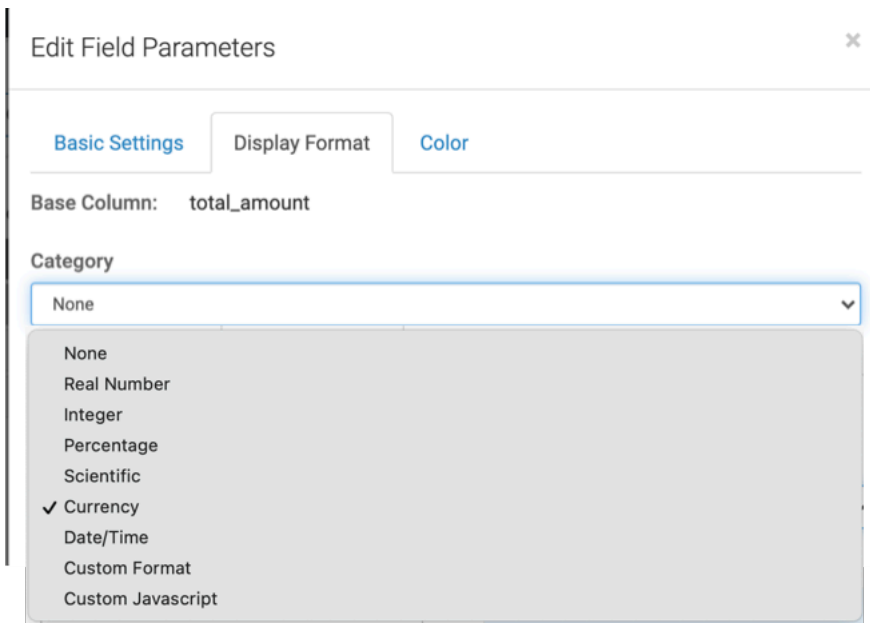 Edit Field Parameters ×
Basic Settings Display Format Color
Base Column: total_amount
Category
None
None
Real Number
Integer
Percentage
Scientific
✓ Currency
Date/Time
Custom Format
Custom Javascript